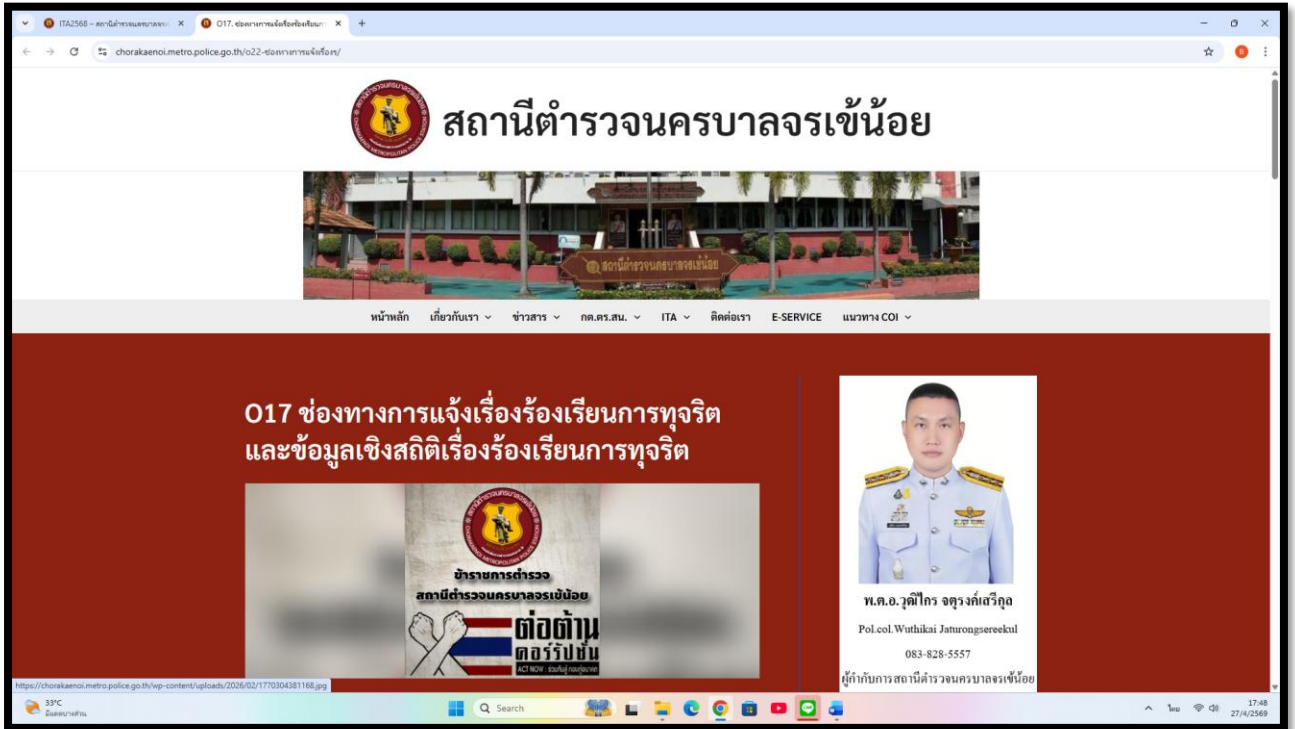 ITA2568 – สถานีตำรวจนครบาลจร
O17. ช่องทางการแจ้งเรื่องร้องเรียนกา
chorakaenoi.metro.police.go.th/o22-ช่องทางการแจ้งเรื่องร/
สถานีตำรวจนครบาลจรเข้น้อย
สถานีตำรวจนครบาลจรเข้น้อย
หน้าหลัก เกี่ยวกับเรา ข่าวสาร กต.ตร.สน. ITA ติดต่อเรา E-SERVICE แนวทาง COI
O17 ช่องทางการแจ้งเรื่องร้องเรียนการทุจริต
และข้อมูลเชิงสถิติเรื่องร้องเรียนการทุจริต
ข้าราชการตำรวจ
สถานีตำรวจนครบาลจรเข้น้อย
ต่อต้าน
คอร์รัปชั่น
พ.ต.อ.วุฒิไกร จตุรงค์เสรีกุล
Pol.col.Wuthikai Jaturongsereekul
083-828-5557
ผู้กำกับการสถานีตำรวจนครบาลจรเข้น้อย
https://chorakaenoi.metro.police.go.th/wp-content/uploads/2026/02/1770304381168.jpg
33°C
มีแดดบางส่วน
Search
ไทย
17:48
27/4/2569